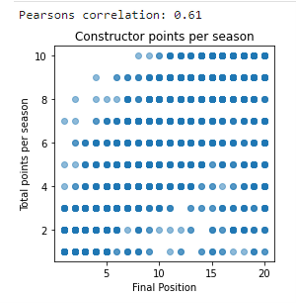 Pearsons correlation: 0.61
Constructor points per season
Total points per season
10
8
6
4
2
5
10
15
20
Final Position